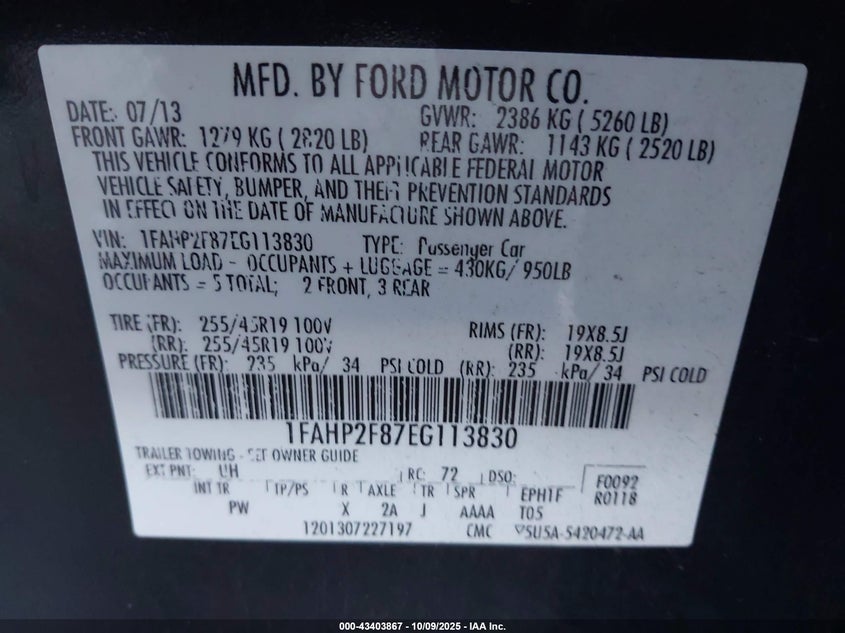 MFD. BY FORD MOTOR CO.
DATE: 07/13 GVWR: 2386 KG ( 5260 LB)
FRONT GAWR: 1279 KG ( 2820 LB) REAR GAWR: 1143 KG ( 2520 LB)
THIS VEHICLE CONFORMS TO ALL APPLICABLE FEDERAL MOTOR
VEHICLE SAFETY, BUMPER, AND THEFT PREVENTION STANDARDS
IN EFFECT ON THE DATE OF MANUFACTURE SHOWN ABOVE.
VIN: 1FAHP2F87EG113830 TYPE: Passenger Car
MAXIMUM LOAD - OCCUPANTS + LUGGAGE = 430KG/ 950LB
OCCUPANTS = 5 TOTAL; 2 FRONT, 3 REAR
TIRE (FR): 255/45R19 100V RIMS (FR): 19X8.5J
(RR): 255/45R19 100V (RR): 19X8.5J
PRESSURE (FR): 235 kPa/ 34 PSI COLD (RR): 235 kPa/ 34 PSI COLD
1FAHP2F87EG113830
TRAILER TOWING - SET OWNER GUIDE
EXT PNT: UH RC: 72 DSO: F0092
INT TR TP/PS R AXLE TR SPR EPH1F R0118
PW X 2A J AAAA T05
1201307227197 CMC 5U5A-5420472-AA
000-43403867 - 10/09/2025 - IAA Inc.